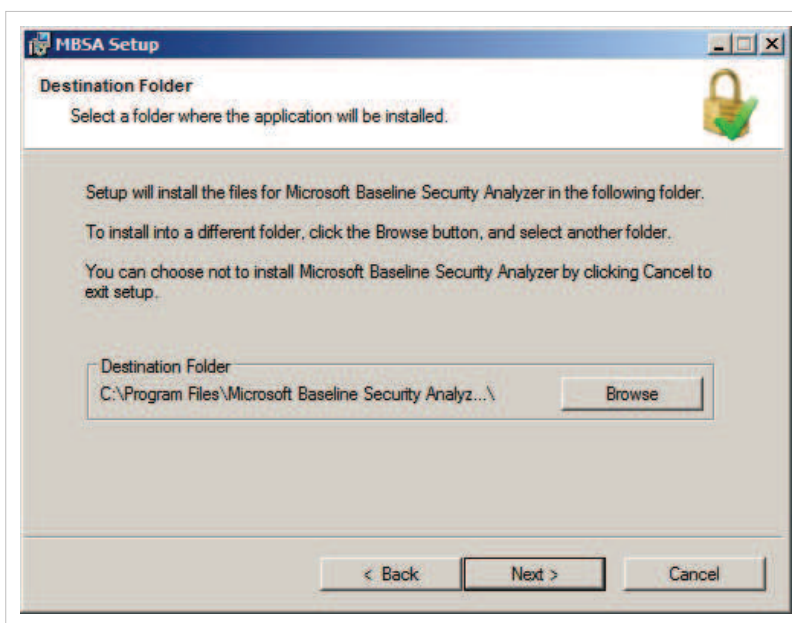 MBSA Setup
Destination Folder
Select a folder where the application will be installed.
Setup will install the files for Microsoft Baseline Security Analyzer in the following folder.
To install into a different folder, click the Browse button, and select another folder.
You can choose not to install Microsoft Baseline Security Analyzer by clicking Cancel to
exit setup.
Destination Folder
C:\Program Files\Microsoft Baseline Security Analyz...\
Browse
< Back
Next >
Cancel